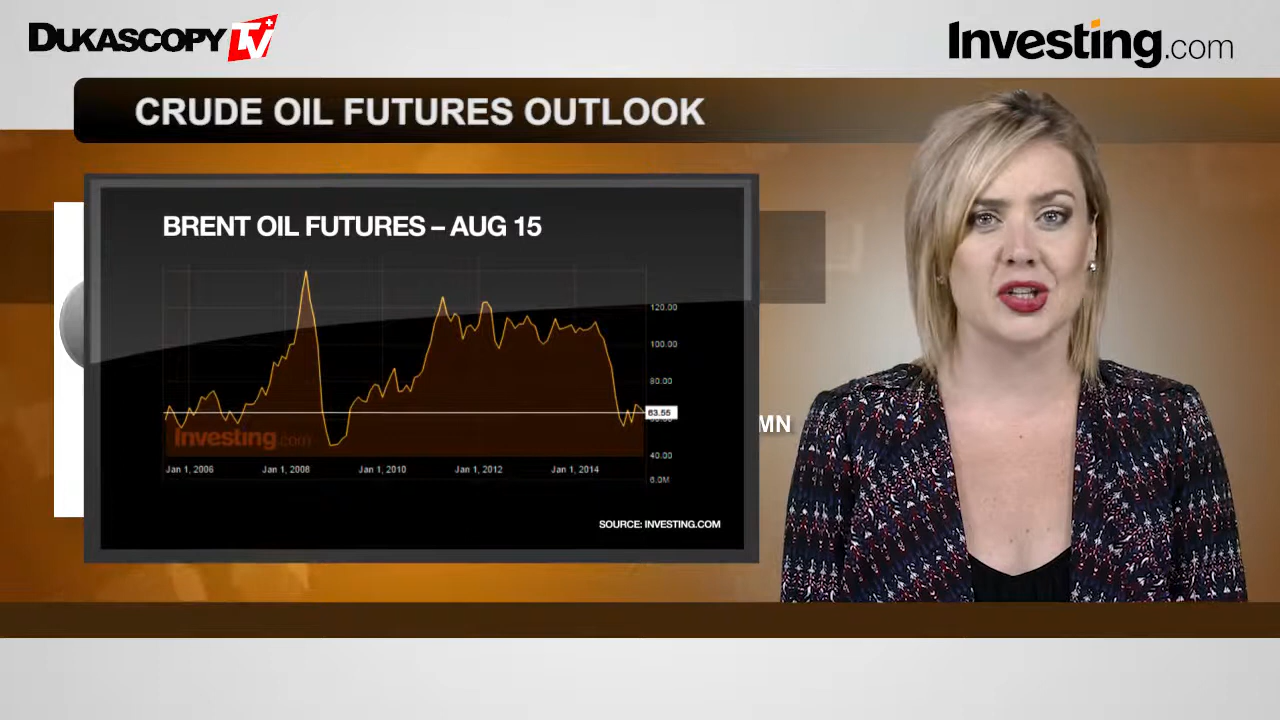 DUKASCOPY TV
Investing.com
CRUDE OIL FUTURES OUTLOOK
BRENT OIL FUTURES – AUG 15
120.00
100.00
80.00
63.55
MN
Investing.com
40.00
Jan 1, 2006 Jan 1, 2008 Jan 1, 2010 Jan 1, 2012 Jan 1, 2014
6.0M
SOURCE: INVESTING.COM